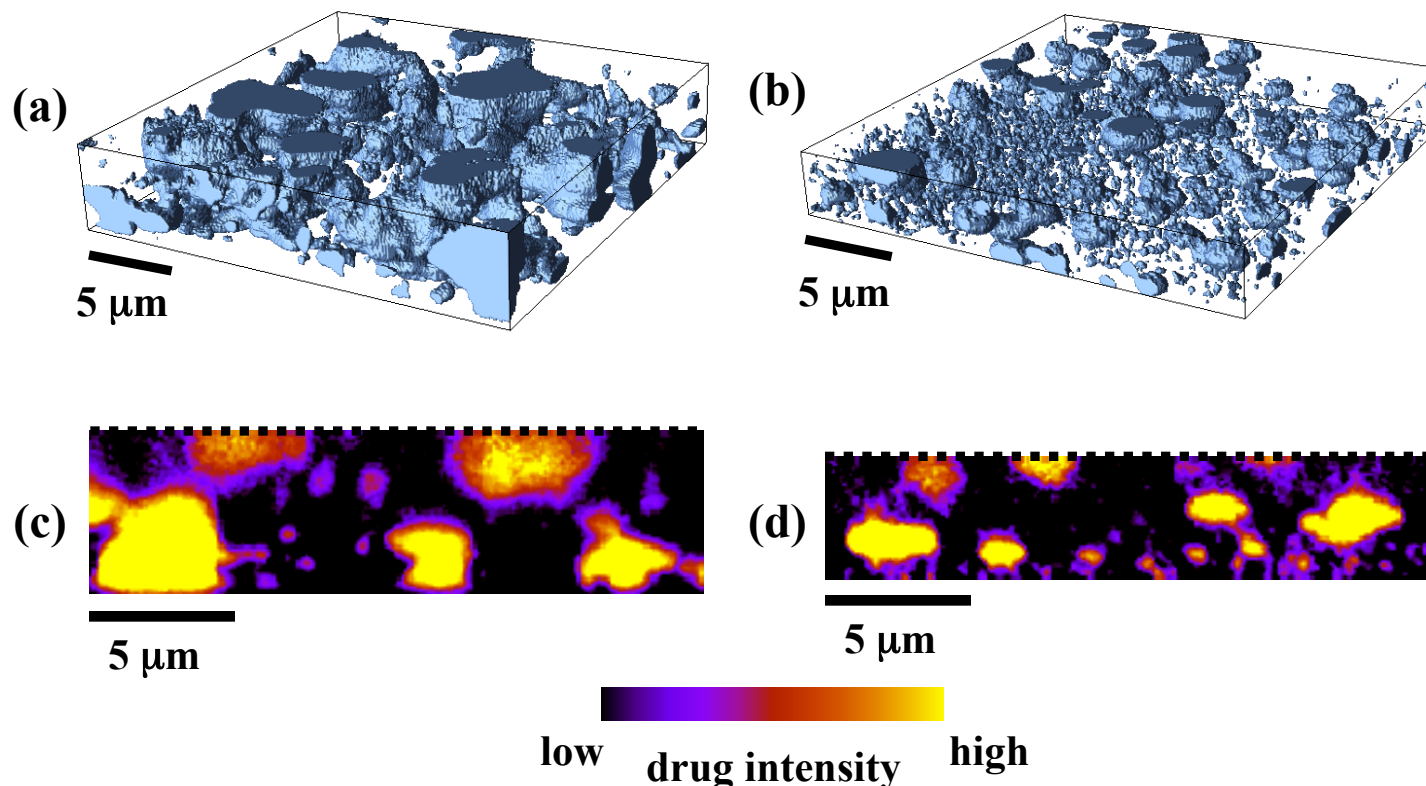 (a)
(b)
5 μm
5 μm
(c)
(d)
5 μm
5 μm
low
high
drug intensity